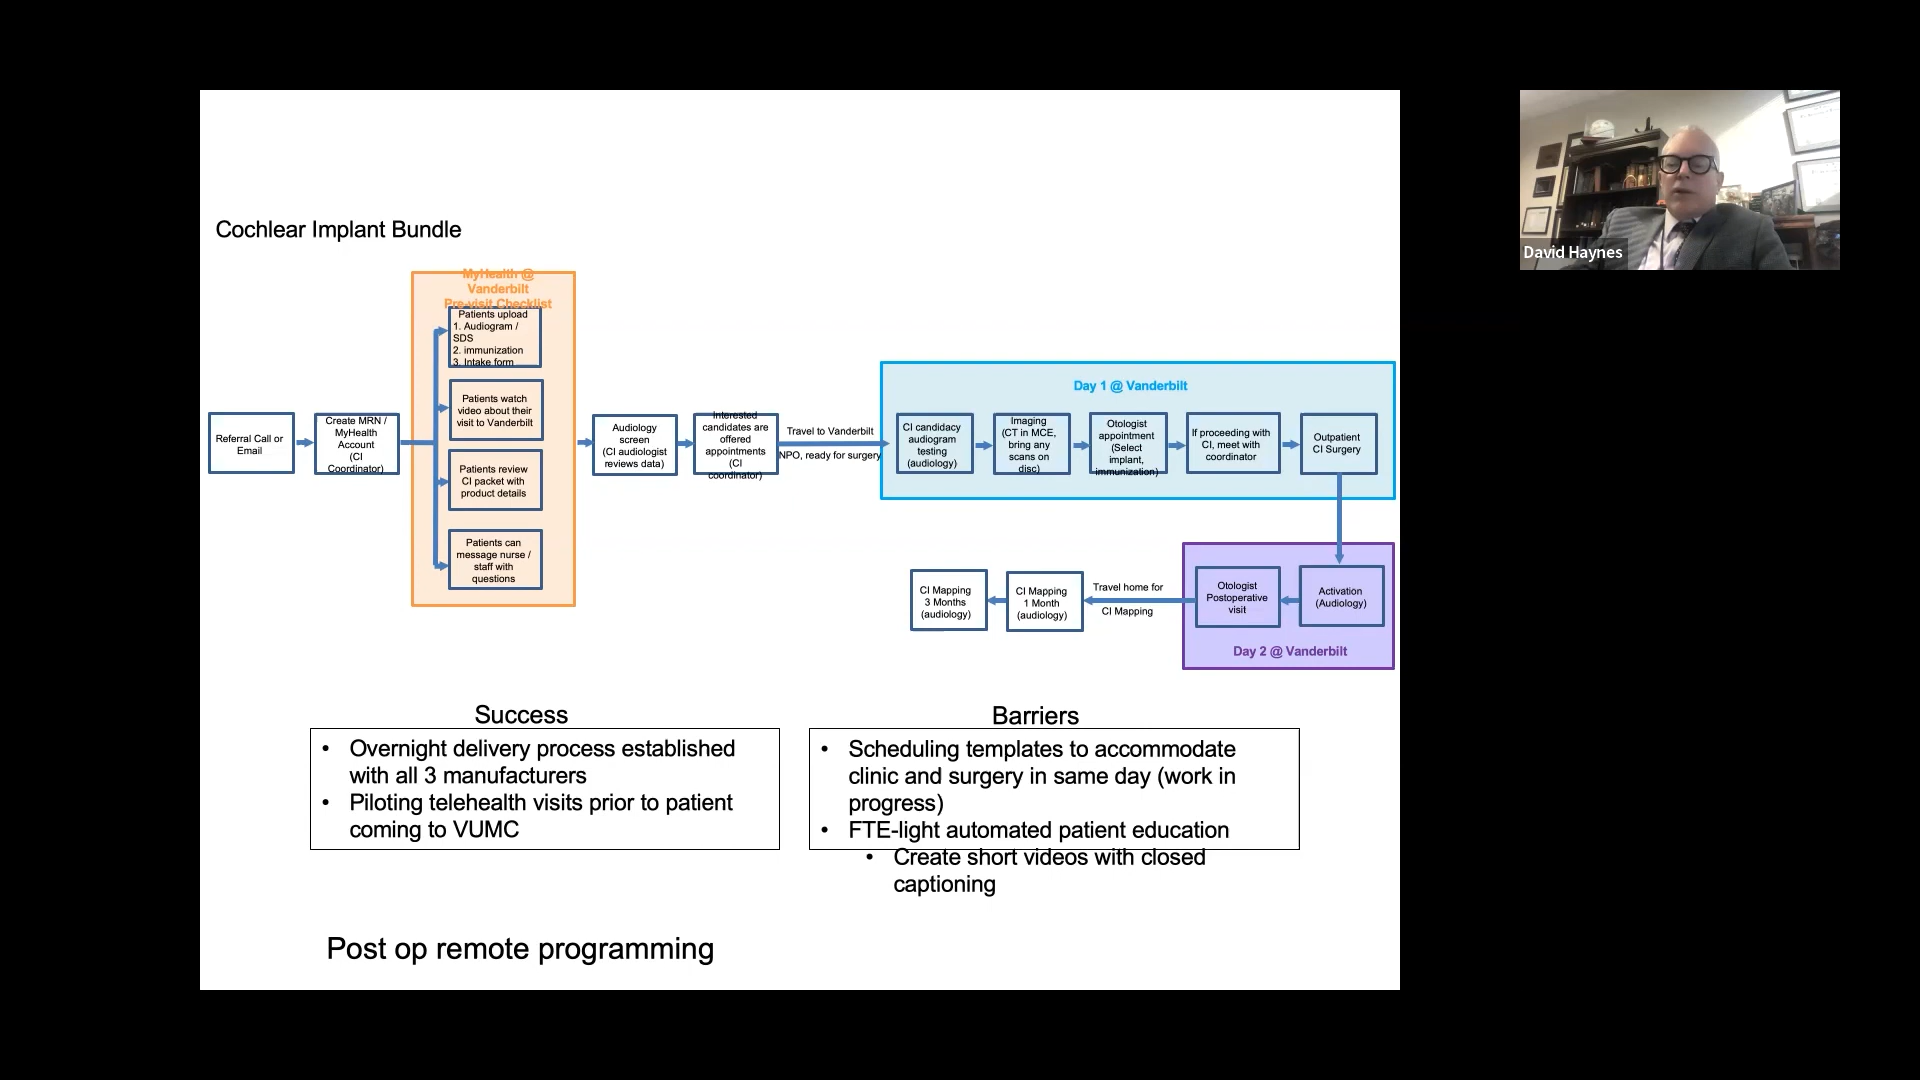 Cochlear Implant Bundle
MyHealth @
Vanderbilt
Pre-visit Checklist
Patients upload
1. Audiogram /
SDS
2. immunization
3. Intake form
Patients watch
video about their
visit to Vanderbilt
Patients review
CI packet with
product details
Patients can
message nurse /
staff with
questions
Referral Call or
Email
Create MRN /
MyHealth
Account
(CI
Coordinator)
Audiology
screen
(CI audiologist
reviews data)
Interested
candidates are
offered
appointments
(CI
coordinator)
Travel to Vanderbilt
NPO, ready for surgery
Day 1 @ Vanderbilt
CI candidacy
audiogram
testing
(audiology)
Imaging
(CT in MCE,
bring any
scans on
disc)
Otologist
appointment
(Select
implant,
immunization)
If proceeding with
CI, meet with
coordinator
Outpatient
CI Surgery
Activation
(Audiology)
Otologist
Postoperative
visit
Day 2 @ Vanderbilt
Travel home for
CI Mapping
CI Mapping
1 Month
(audiology)
CI Mapping
3 Months
(audiology)
Success
• Overnight delivery process established
with all 3 manufacturers
• Piloting telehealth visits prior to patient
coming to VUMC
Barriers
• Scheduling templates to accommodate
clinic and surgery in same day (work in
progress)
• FTE-light automated patient education
• Create short videos with closed
captioning
Post op remote programming
David Haynes